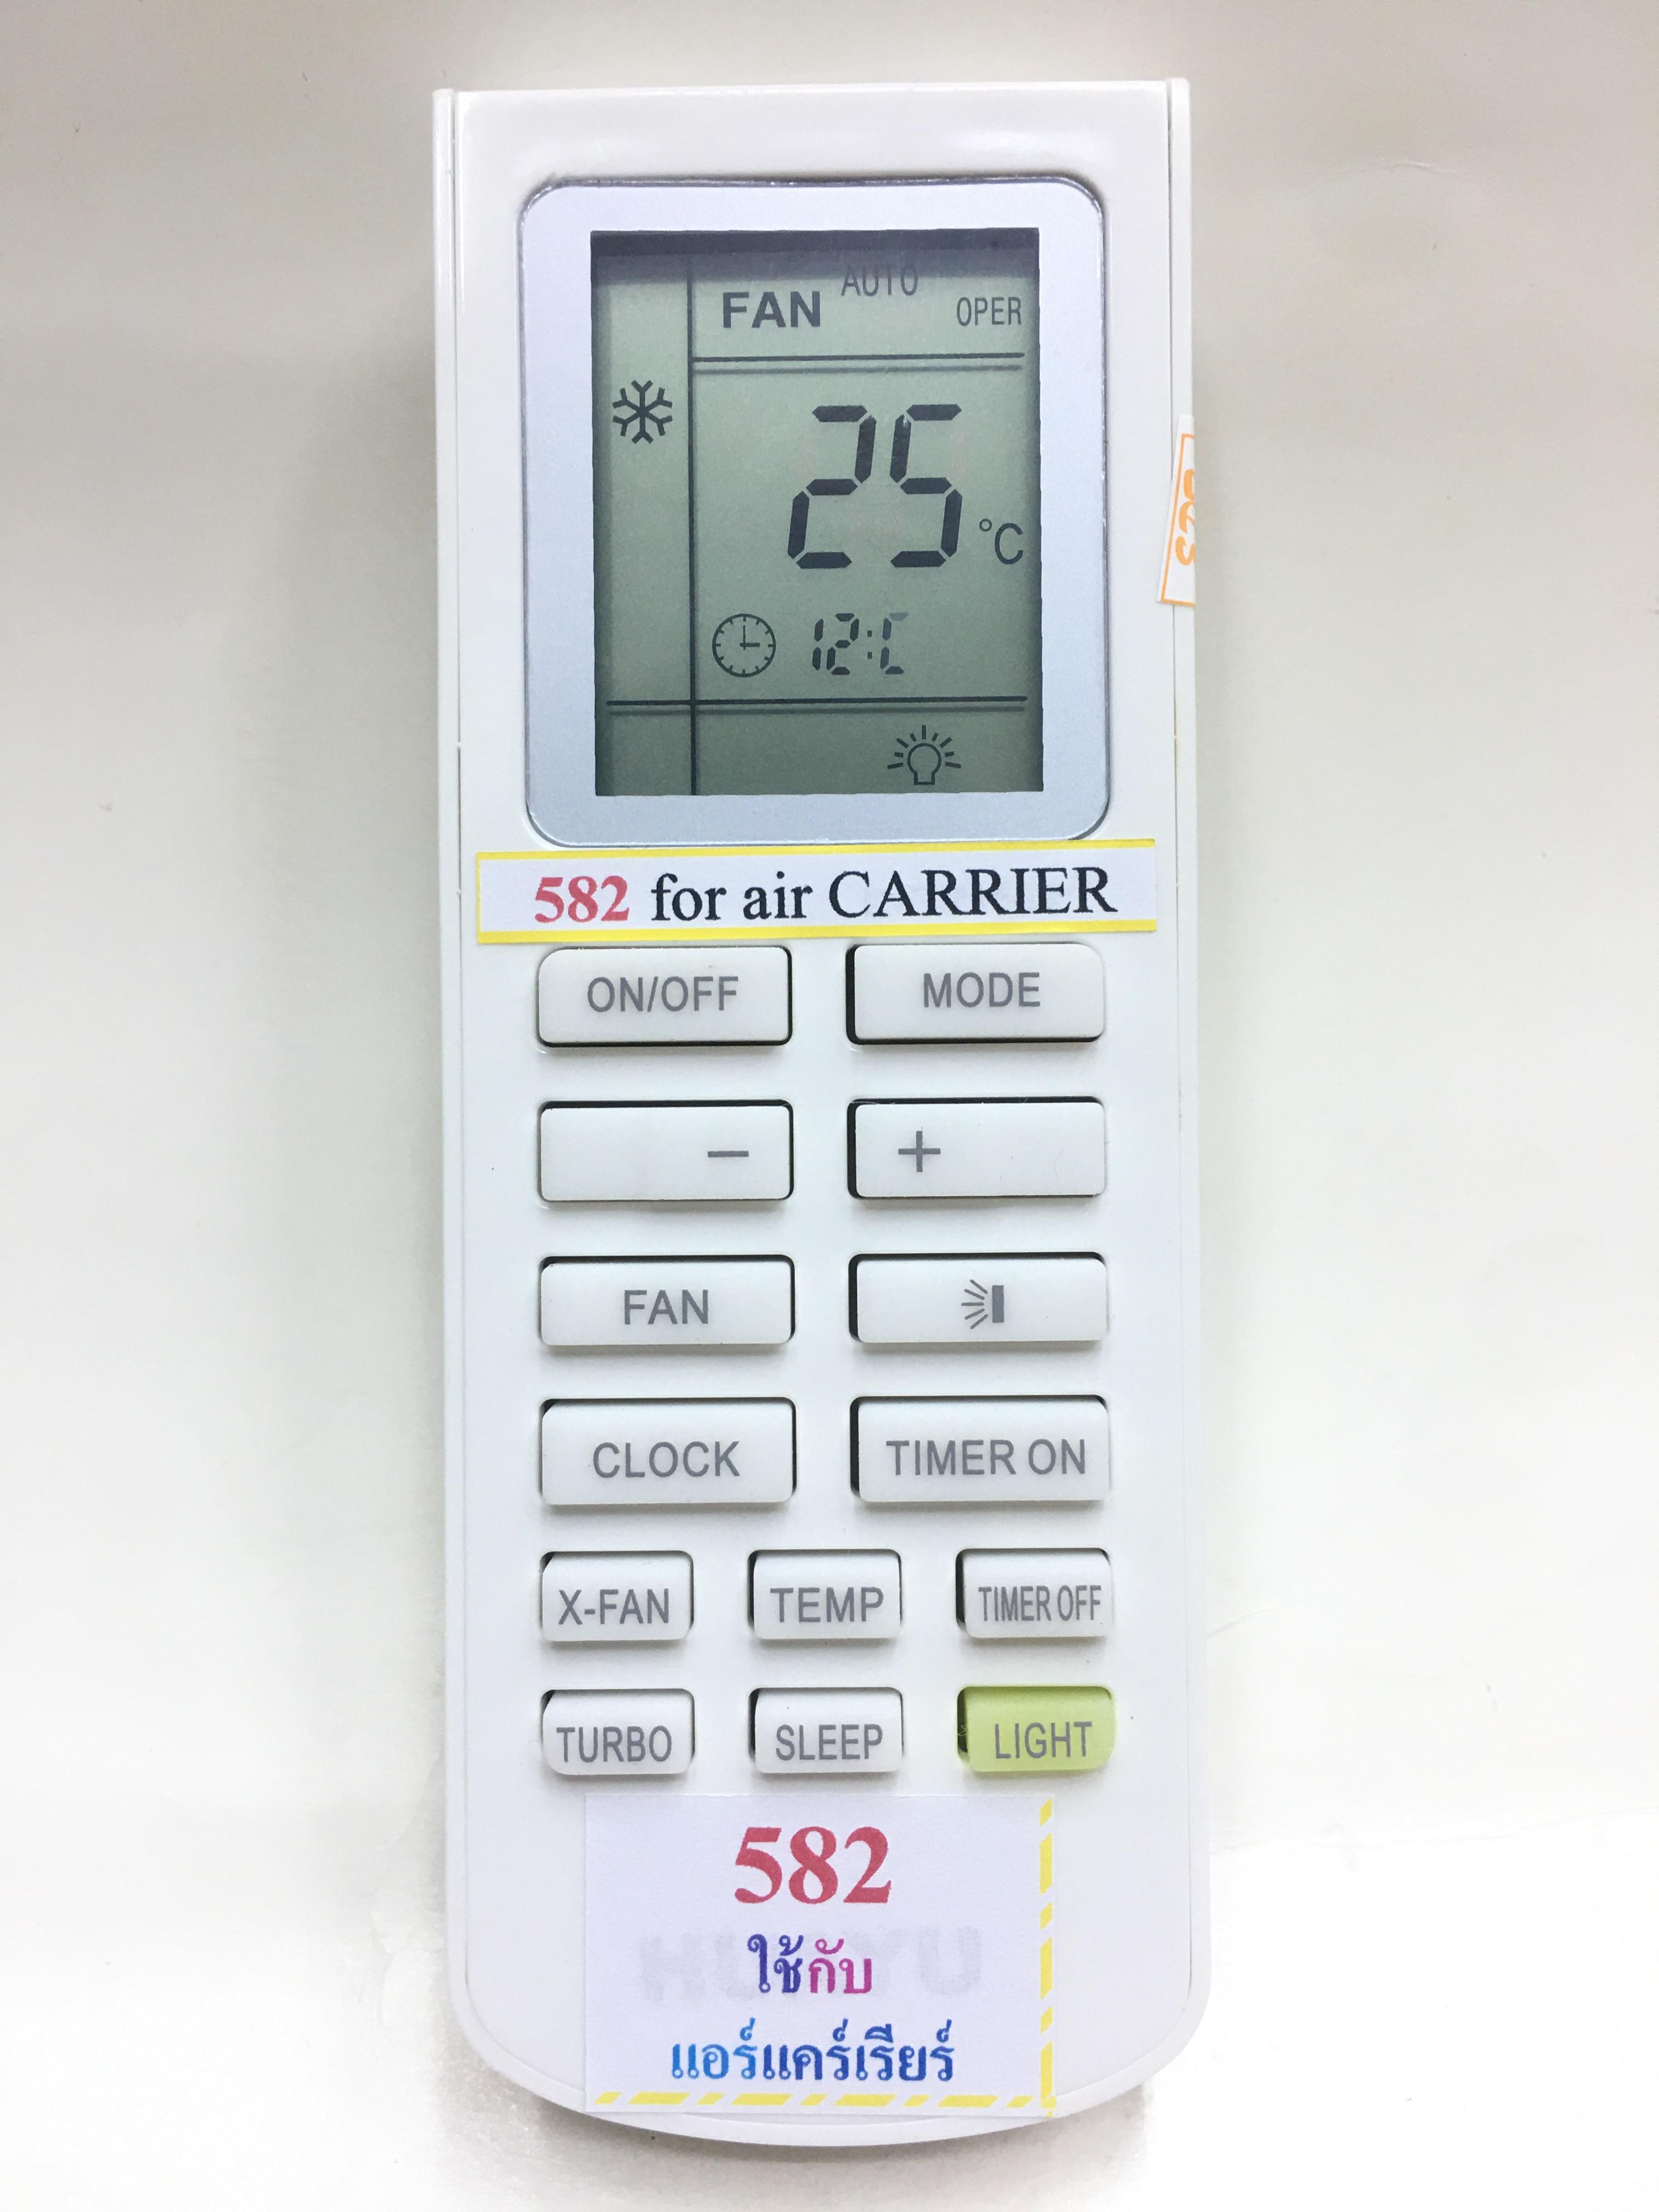 AUTO
FAN OPER
25 °C
582 for air CARRIER
ON/OFF MODE
- +
FAN
CLOCK TIMER ON
X-FAN TEMP TIMER OFF
TURBO SLEEP LIGHT
582
ใช้กับ
แอร์แคร์เรียร์